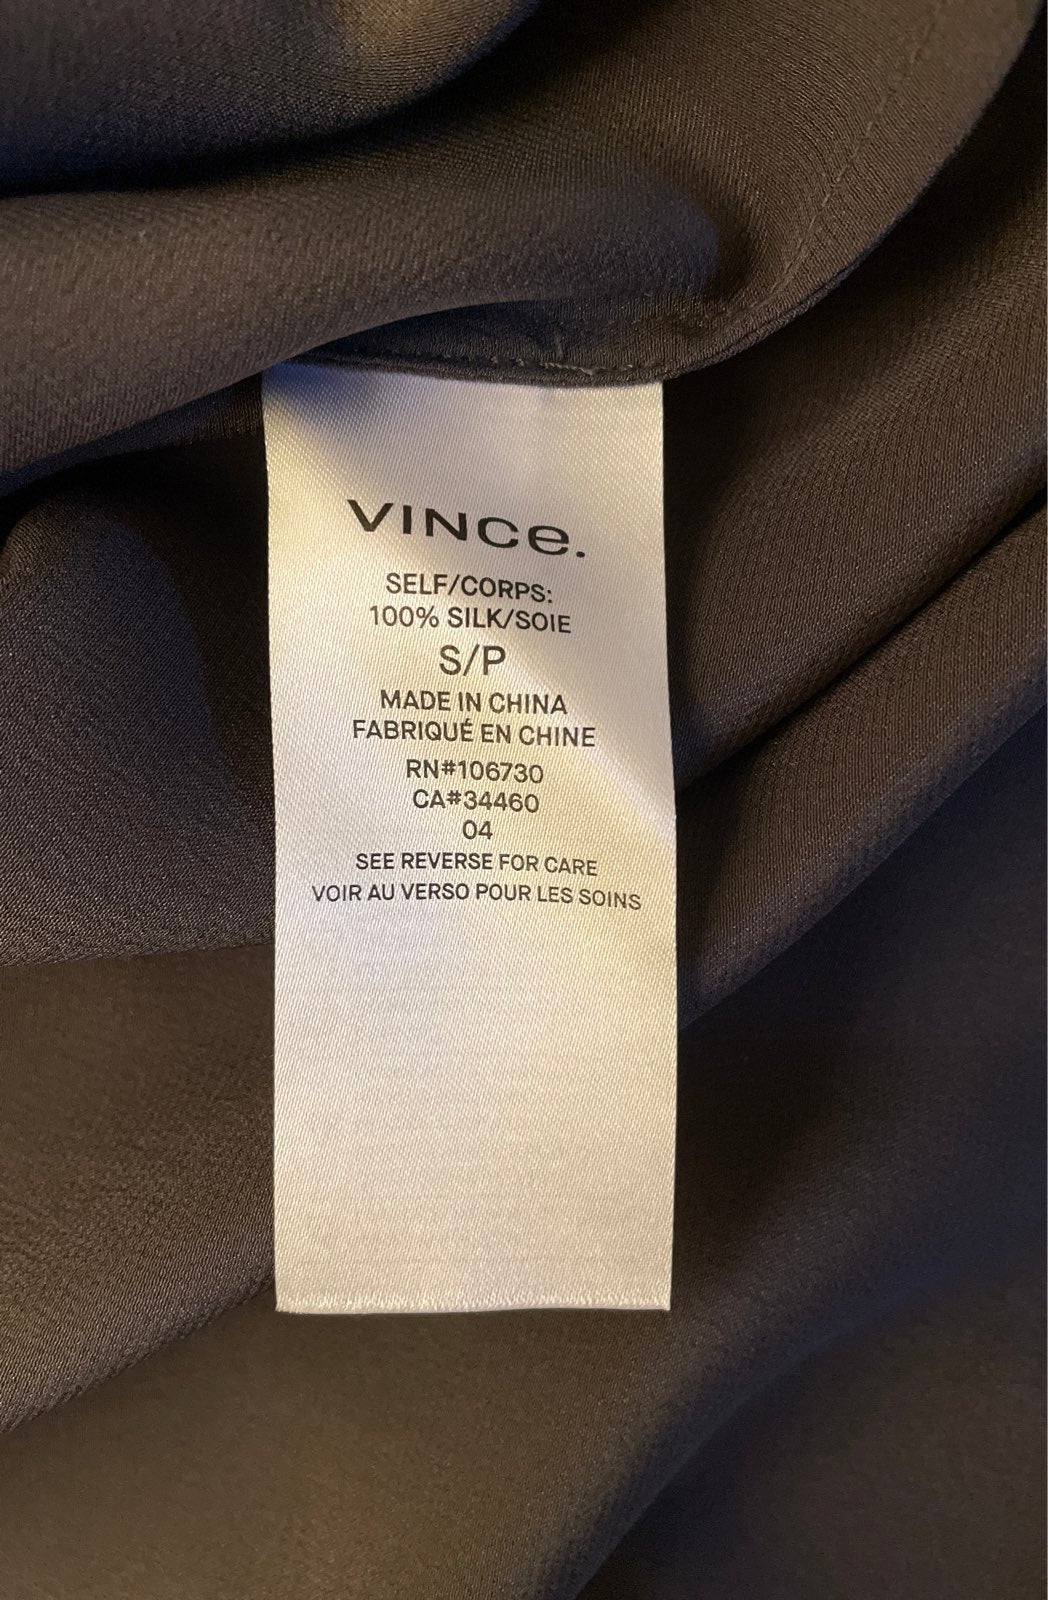 VINCE.
SELF/CORPS:
100% SILK/SOIE
S/P
MADE IN CHINA
FABRIQUÉ EN CHINE
RN#106730
CA#34460
04
SEE REVERSE FOR CARE
VOIR AU VERSO POUR LES SOINS